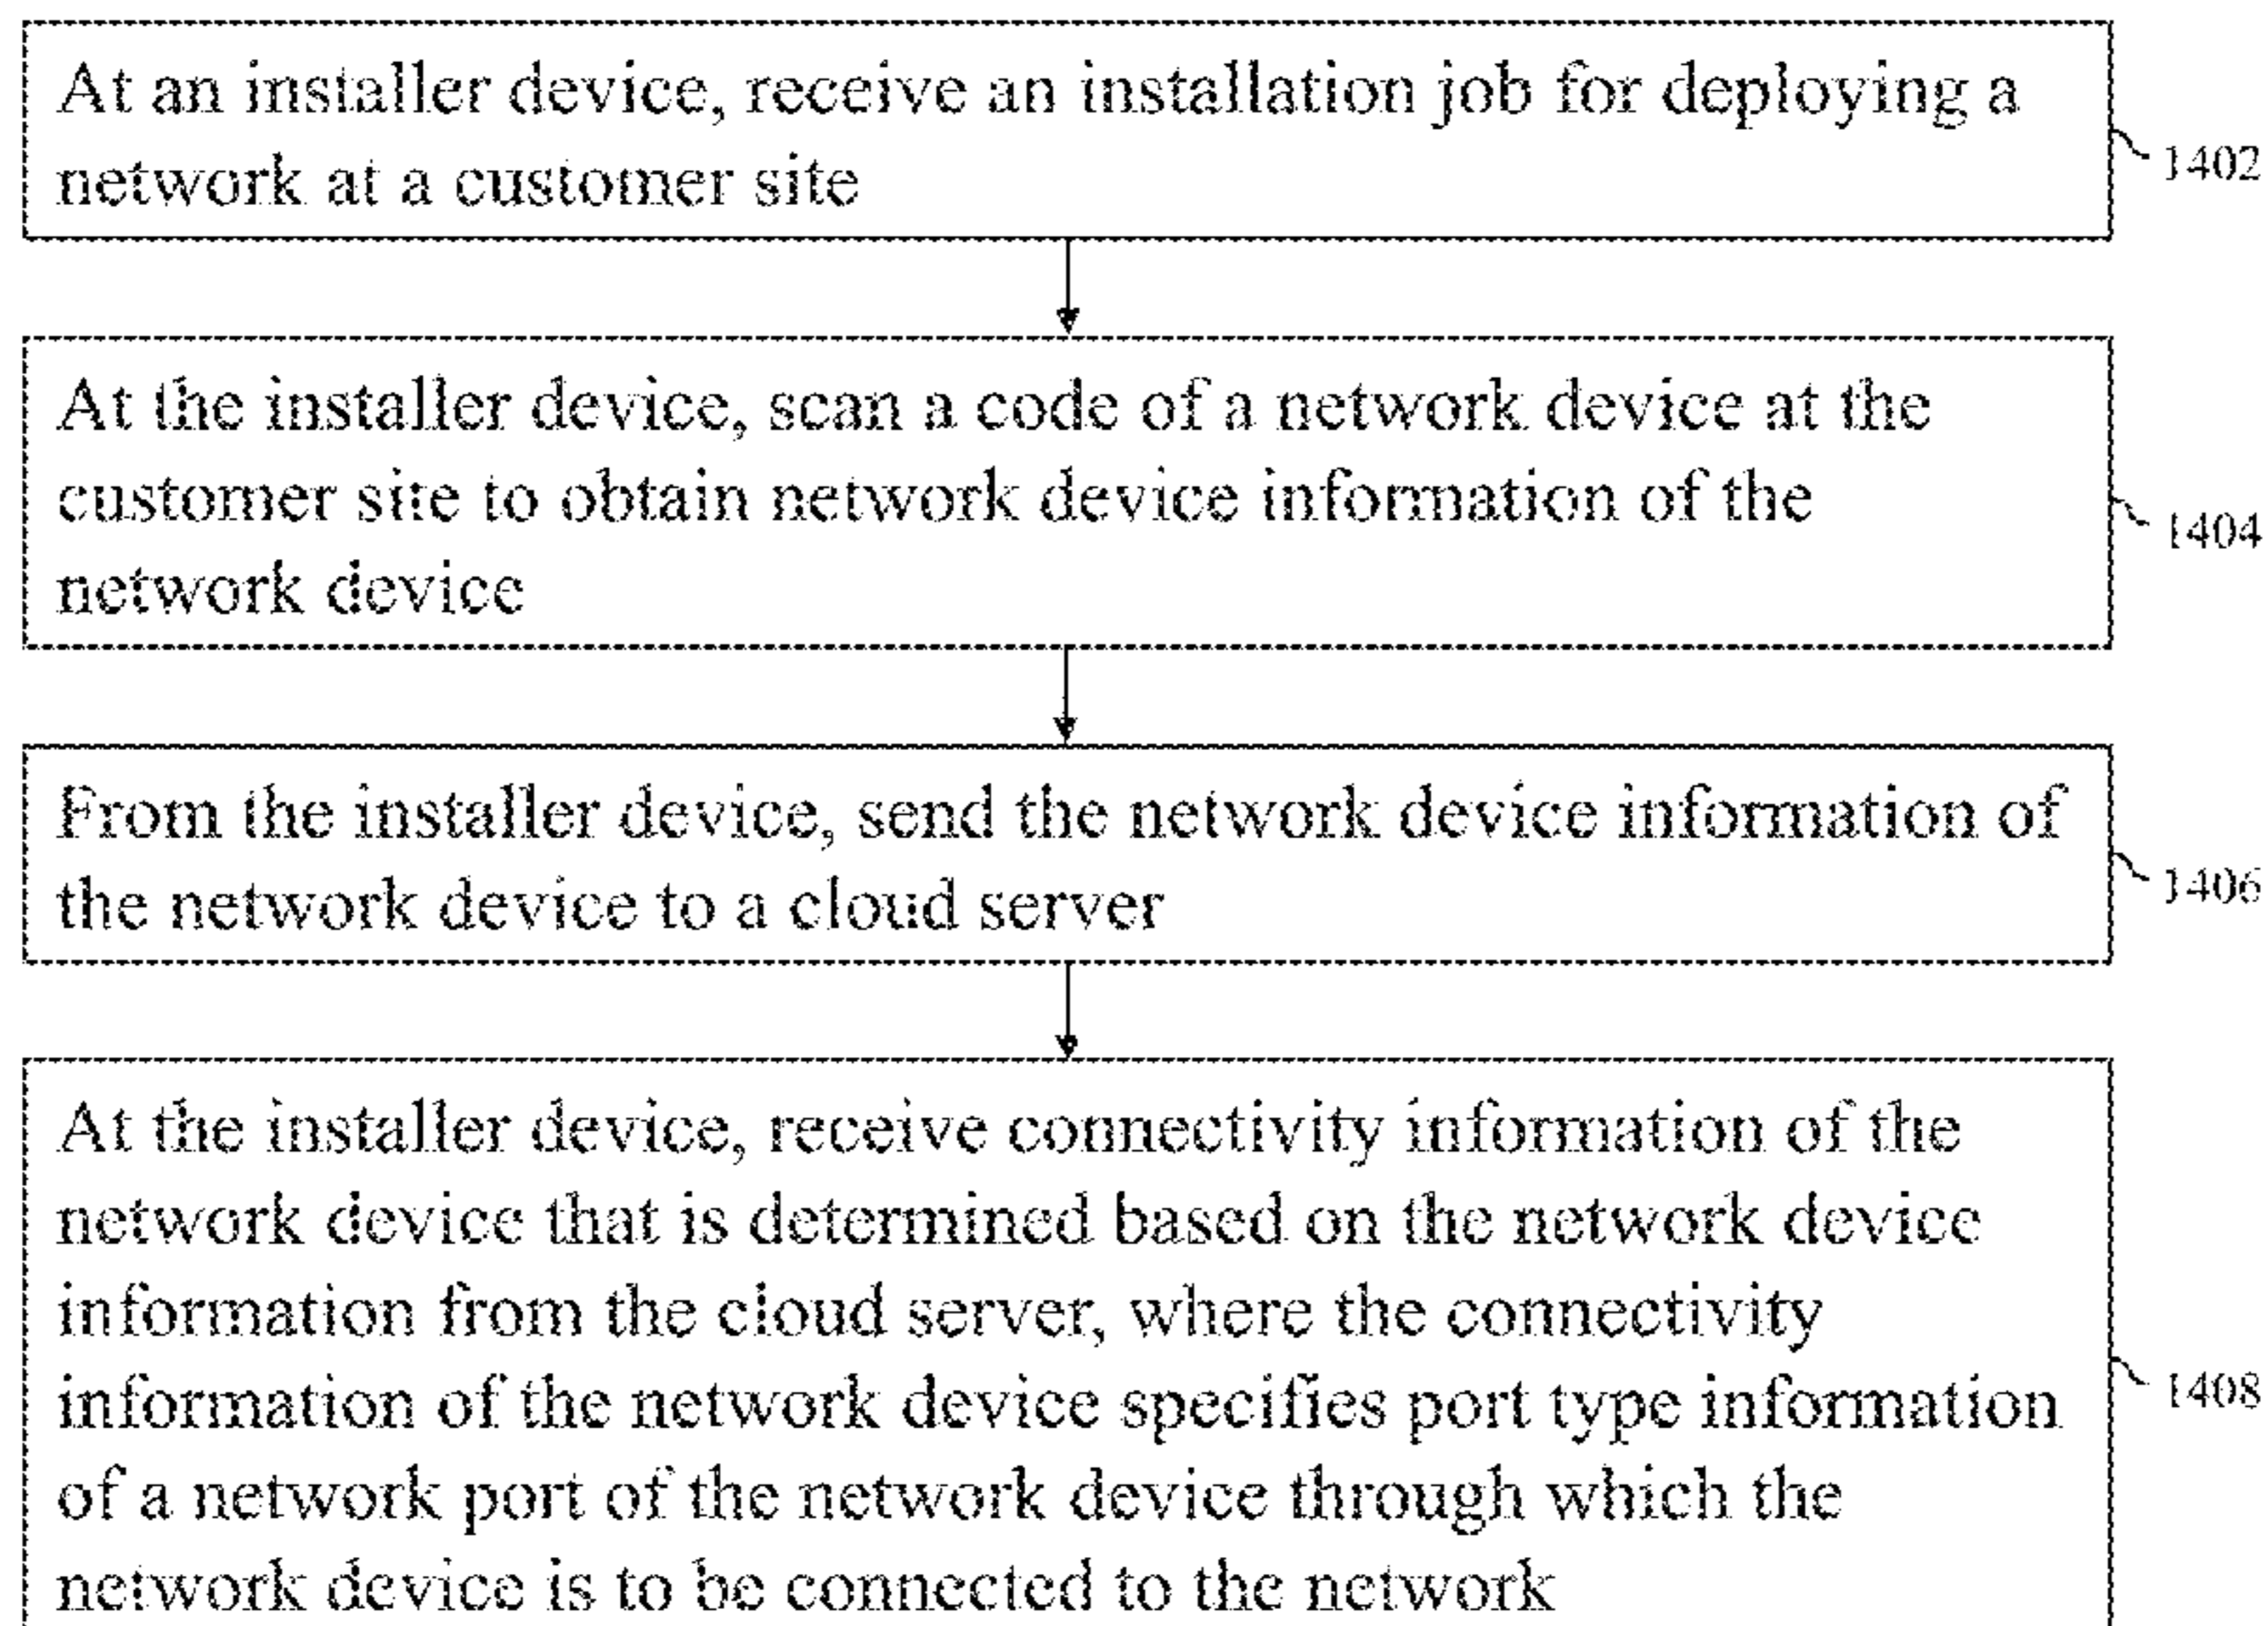 At an installer device, receive an installation job for deploying a
network at a customer site
1402
At the installer device, scan a code of a network device at the
customer site to obtain network device information of the
network device
1404
From the installer device, send the network device information of
the network device to a cloud server
1406
At the installer device, receive connectivity information of the
network device that is determined based on the network device
information from the cloud server, where the connectivity
information of the network device specifies port type information
of a network port of the network device through which the
network device is to be connected to the network
1408